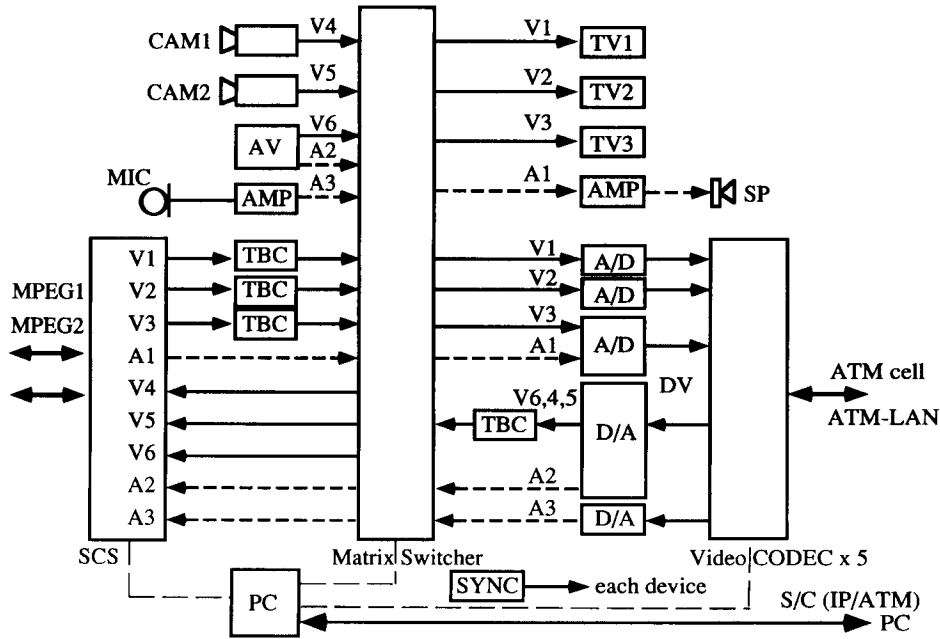 CAM1
V4
V1
TV1
CAM2
V5
V2
TV2
AV
V6
A2
V3
TV3
MIC
AMP
A3
A1
AMP
SP
V1
TBC
V1
A/D
MPEG1
V2
TBC
V2
A/D
MPEG2
V3
TBC
V3
A/D
A1
A1
V4
V6,4,5
DV
ATM cell
V5
TBC
D/A
ATM-LAN
V6
A2
A2
A3
A3
D/A
SCS
Matrix Switcher
Video CODEC x 5
PC
SYNC
each device
S/C (IP/ATM)
PC